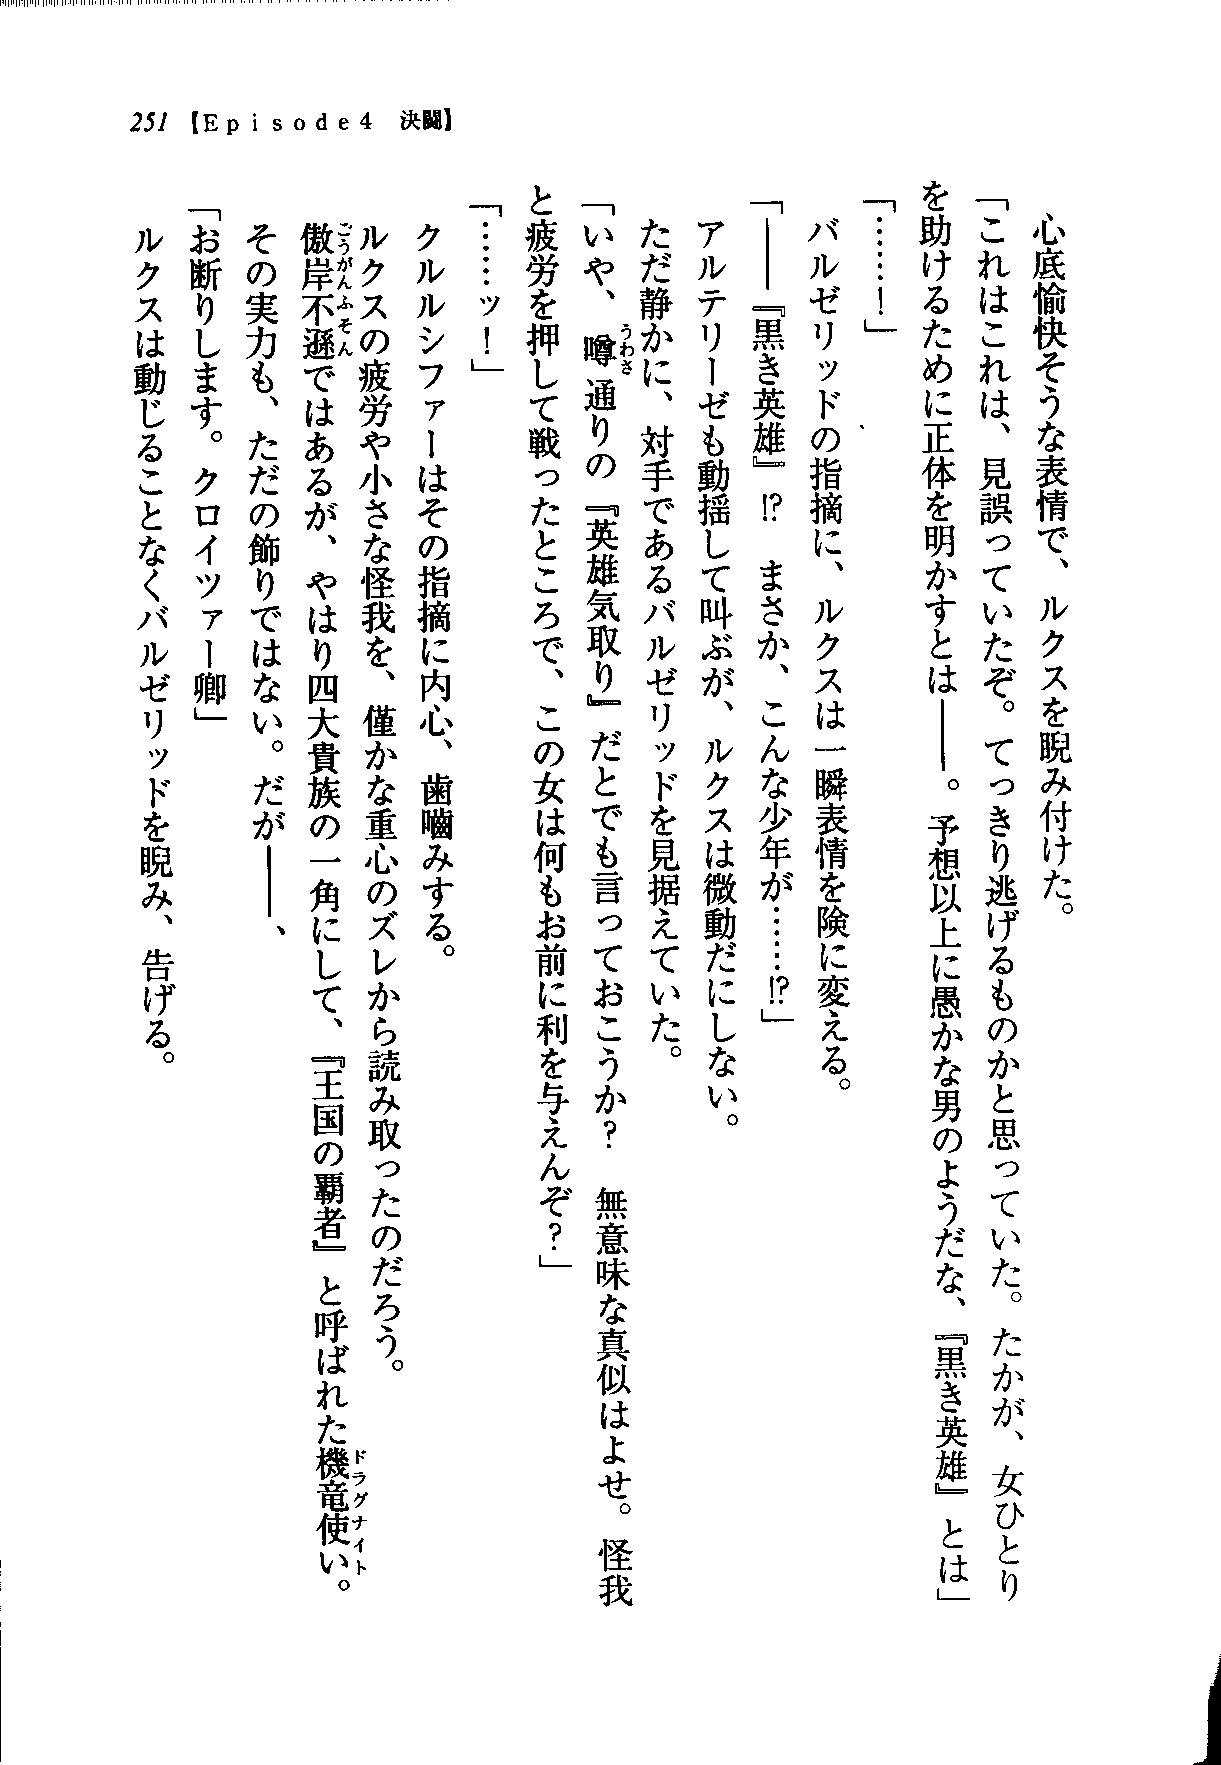 251【Episode4　決闘】
　心底愉快そうな表情で、ルクスを睨み付けた。
「これはこれは、見誤っていたぞ。てっきり逃げるものかと思っていた。たかが、女ひとり
を助けるために正体を明かすとは――。予想以上に愚かな男のようだな、『黒き英雄』とは」
「……！」
　バルゼリッドの指摘に、ルクスは一瞬表情を険に変える。
「――『黒き英雄』⁉　まさか、こんな少年が……⁉」
　アルテリーゼも動揺して叫ぶが、ルクスは微動だにしない。
　ただ静かに、対手であるバルゼリッドを見据えていた。
「いや、噂通りの『英雄気取り』だとでも言っておこうか？　無意味な真似はよせ。怪我
うわさ
と疲労を押して戦ったところで、この女は何もお前に利を与えんぞ？」
「……ッ！」
　クルルシファーはその指摘に内心、歯噛みする。
　ルクスの疲労や小さな怪我を、僅かな重心のズレから読み取ったのだろう。
　傲岸不遜ではあるが、やはり四大貴族の一角にして、『王国の覇者』と呼ばれた機竜使い。
ごうがんふそん
ドラグナイト
　その実力も、ただの飾りではない。だが――、
「お断りします。クロイツァー卿」
　ルクスは動じることなくバルゼリッドを睨み、告げる。